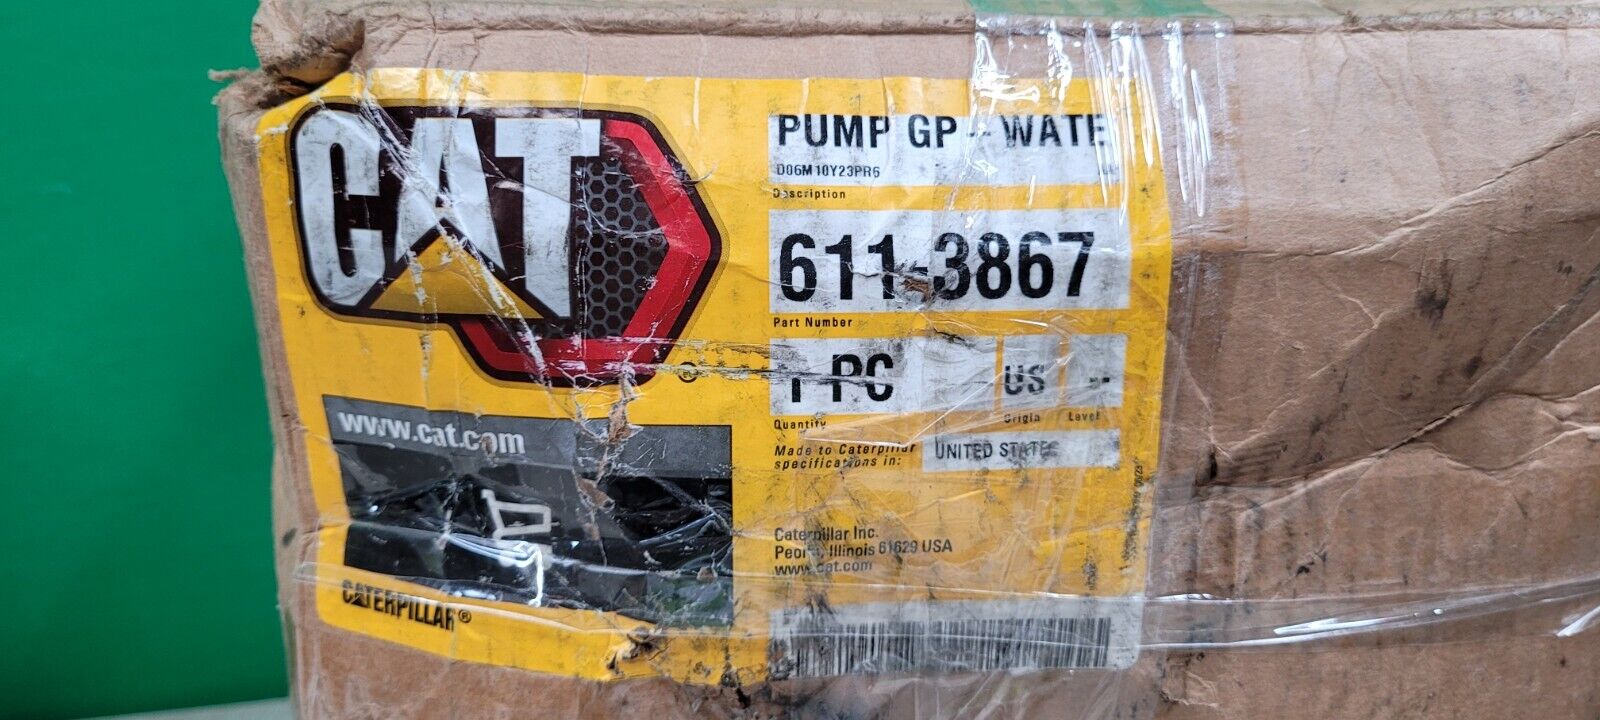 CAT
®
www.cat.com
CATERPILLAR®
PUMP GP - WATE
D06M10Y23PR6
Description
611-3867
Part Number
1 PC US --
Quantity Origin Level
Made to Caterpillar
specifications in: UNITED STATES
Caterpillar Inc.
Peoria, Illinois 61629 USA
www.cat.com